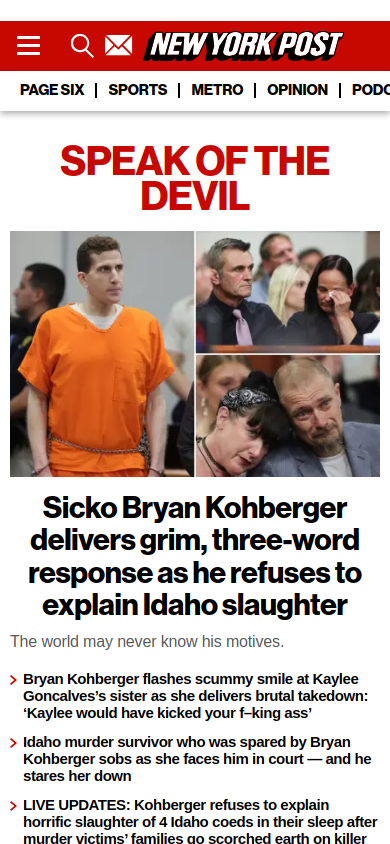 NEW YORK POST
PAGE SIX | SPORTS | METRO | OPINION | PODC
SPEAK OF THE
DEVIL
Sicko Bryan Kohberger
delivers grim, three-word
response as he refuses to
explain Idaho slaughter
The world may never know his motives.
Bryan Kohberger flashes scummy smile at Kaylee
Goncalves’s sister as she delivers brutal takedown:
‘Kaylee would have kicked your f–king ass’
Idaho murder survivor who was spared by Bryan
Kohberger sobs as she faces him in court — and he
stares her down
LIVE UPDATES: Kohberger refuses to explain
horrific slaughter of 4 Idaho coeds in their sleep after
murder victims’ families go scorched earth on killer